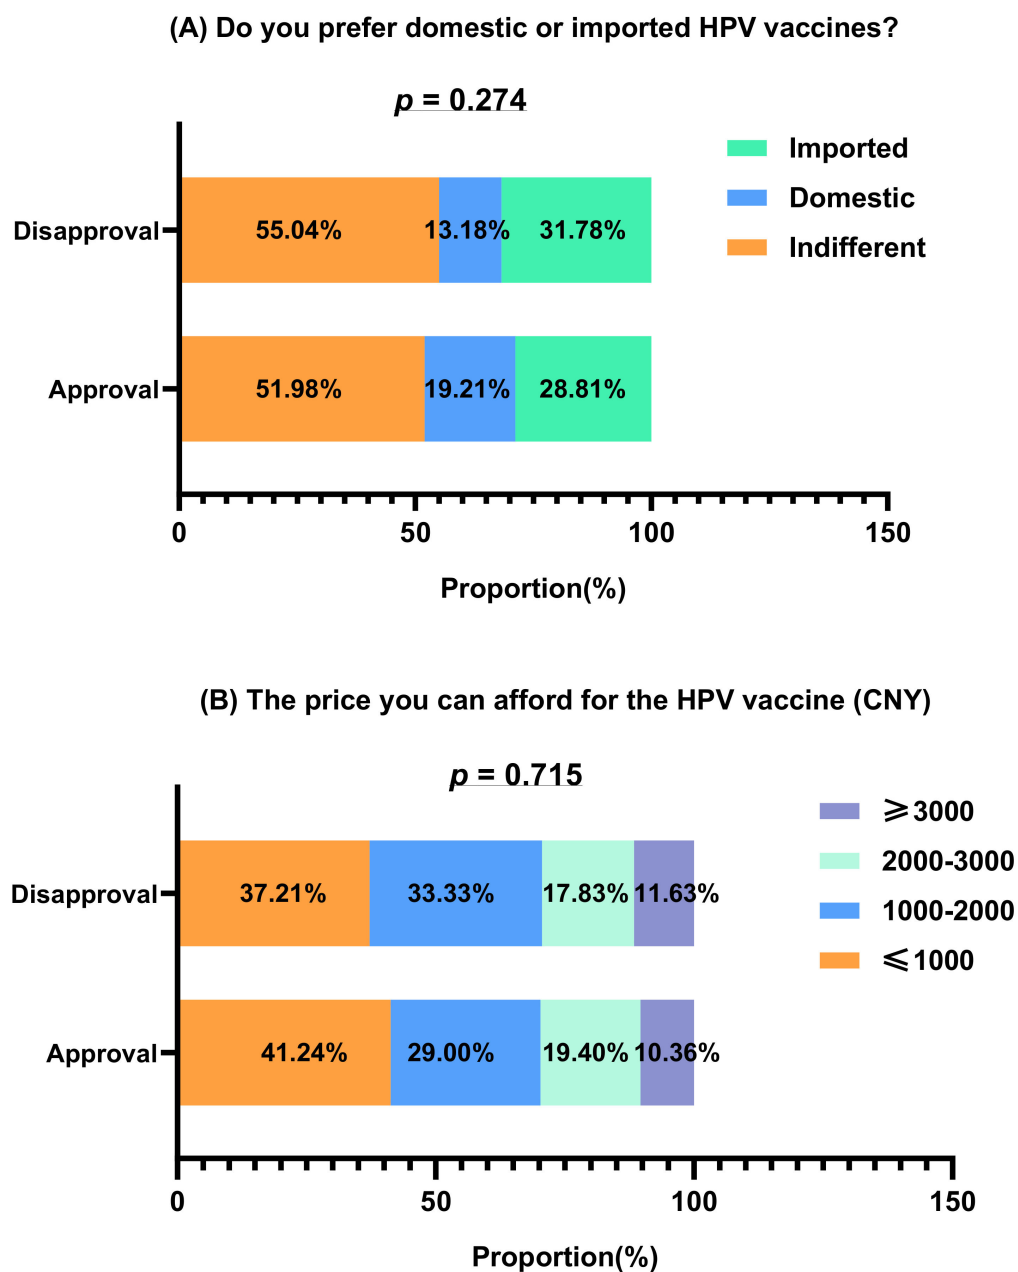 (A) Do you prefer domestic or imported HPV vaccines?
p = 0.274
Imported
Domestic
Indifferent
Disapproval
55.04%
13.18%
31.78%
Approval
51.98%
19.21%
28.81%
0
50
100
150
Proportion(%)
(B) The price you can afford for the HPV vaccine (CNY)
p = 0.715
⩾3000
2000-3000
1000-2000
⩽1000
Disapproval
37.21%
33.33%
17.83%
11.63%
Approval
41.24%
29.00%
19.40%
10.36%
0
50
100
150
Proportion(%)